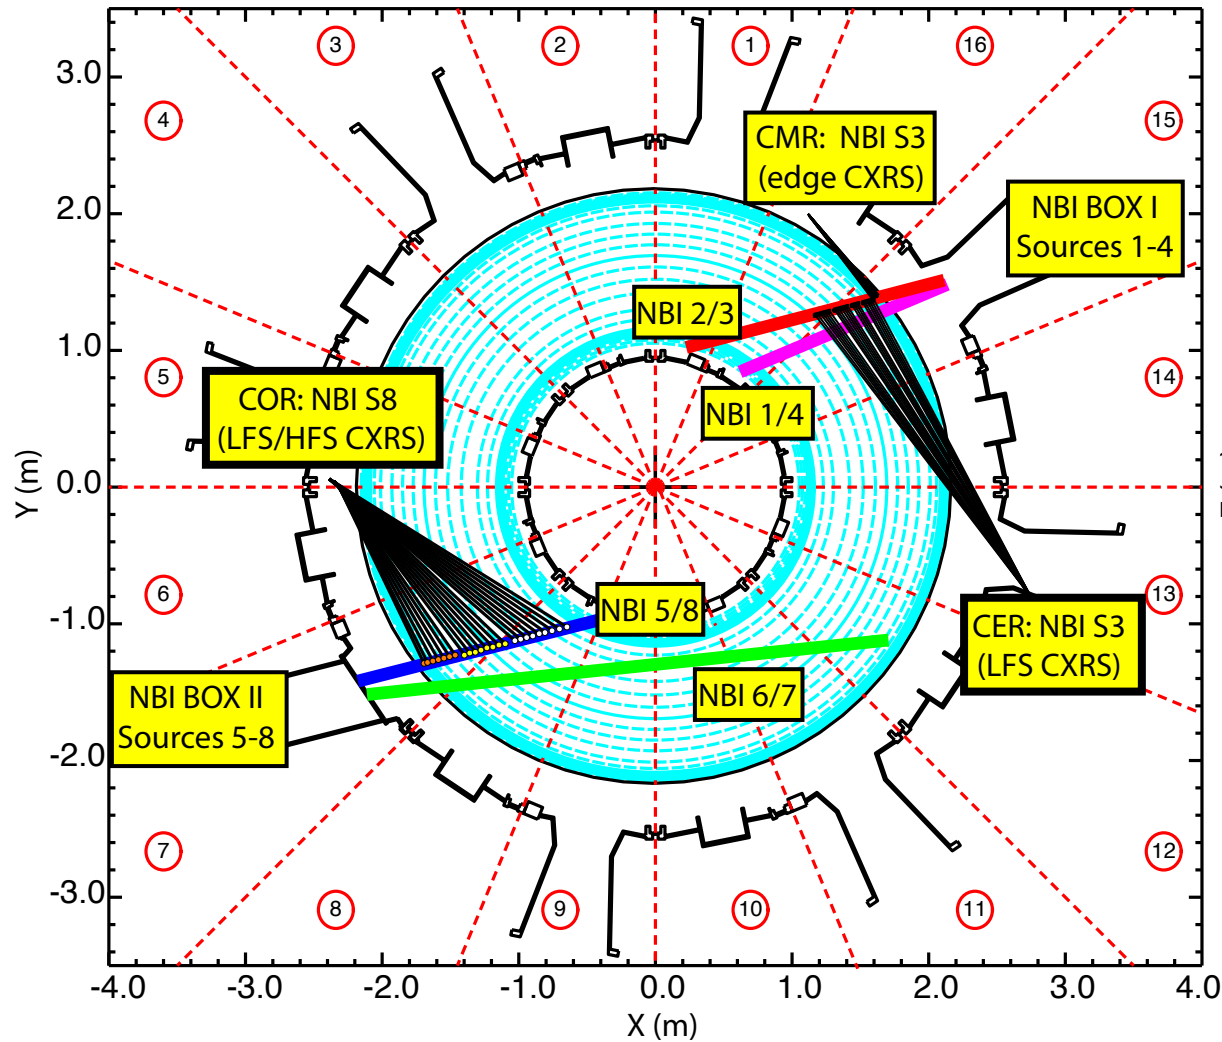 3
2
1
16
3.0
4
CMR: NBI S3
(edge CXRS)
15
2.0
NBI BOX I
Sources 1-4
NBI 2/3
1.0
5
COR: NBI S8
(LFS/HFS CXRS)
NBI 1/4
14
Y (m)
0.0
6
13
-1.0
NBI 5/8
CER: NBI S3
(LFS CXRS)
NBI BOX II
Sources 5-8
NBI 6/7
-2.0
7
12
-3.0
8
9
10
11
-4.0 -3.0 -2.0 -1.0 0.0 1.0 2.0 3.0 4.0
X (m)